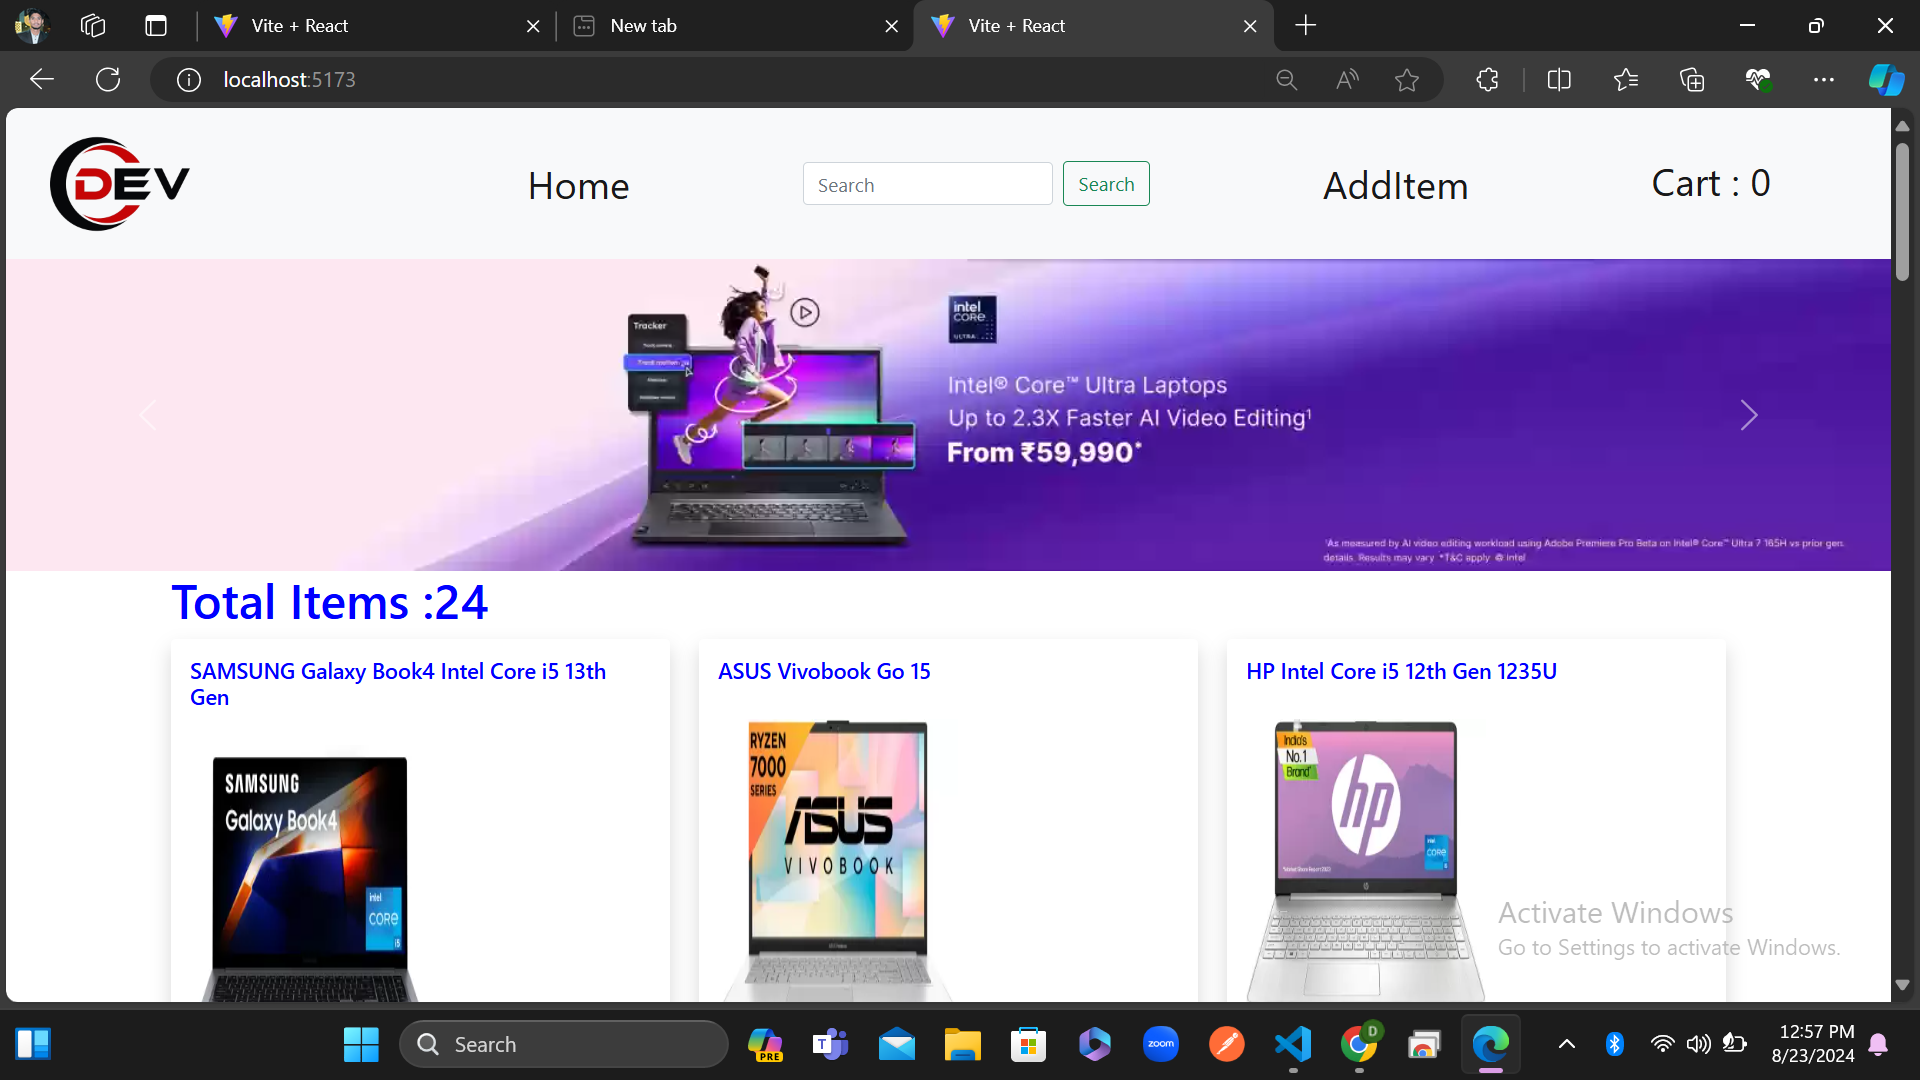 Vite + React
New tab
Vite + React
localhost:5173
DEV
Home
Search
Search
AddItem
Cart : 0
Tracker
intel
CORE
ULTRA
Intel® Core™ Ultra Laptops
Up to 2.3X Faster AI Video Editing¹
From ₹59,990*
¹As measured by AI video editing workload using Adobe Premiere Pro Beta on Intel® Core™ Ultra 7 165H vs prior gen.
details. Results may vary. *T&C apply. © Intel
Total Items :24
SAMSUNG Galaxy Book4 Intel Core i5 13th
Gen
SAMSUNG
Galaxy Book4
intel
CORE
i5
ASUS Vivobook Go 15
RYZEN
7000
SERIES
ASUS
VIVOBOOK
HP Intel Core i5 12th Gen 1235U
India's
No.1
Brand*
hp
intel
CORE
Activate Windows
Go to Settings to activate Windows.
Search
PRE
T
zoom
D
12:57 PM
8/23/2024